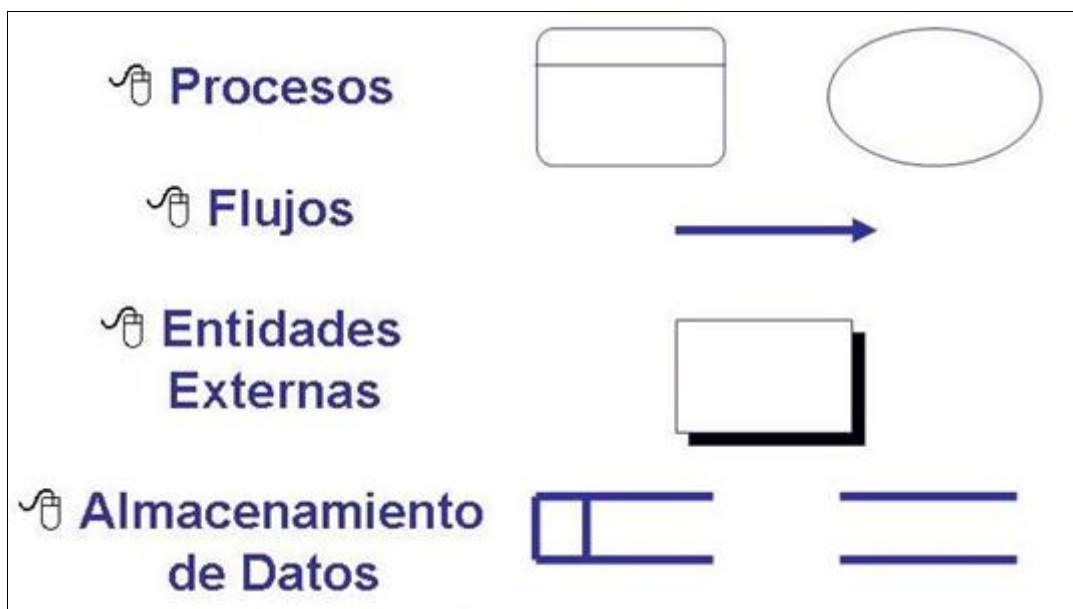 Procesos
Flujos
Entidades
Externas
Almacenamiento
de Datos